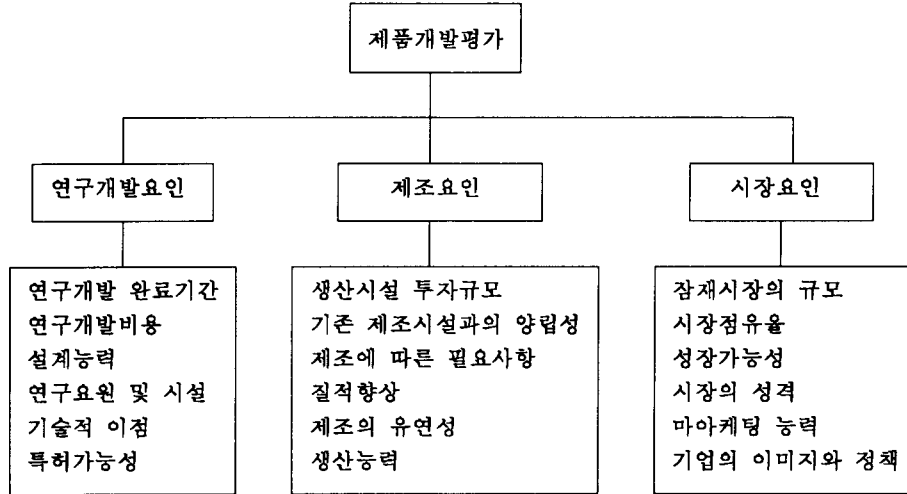 제품개발평가
연구개발요인
제조요인
시장요인
연구개발 완료기간
연구개발비용
설계능력
연구요원 및 시설
기술적 이점
특허가능성
생산시설 투자규모
기존 제조시설과의 양립성
제조에 따른 필요사항
질적향상
제조의 유연성
생산능력
잠재시장의 규모
시장점유율
성장가능성
시장의 성격
마아케팅 능력
기업의 이미지와 정책